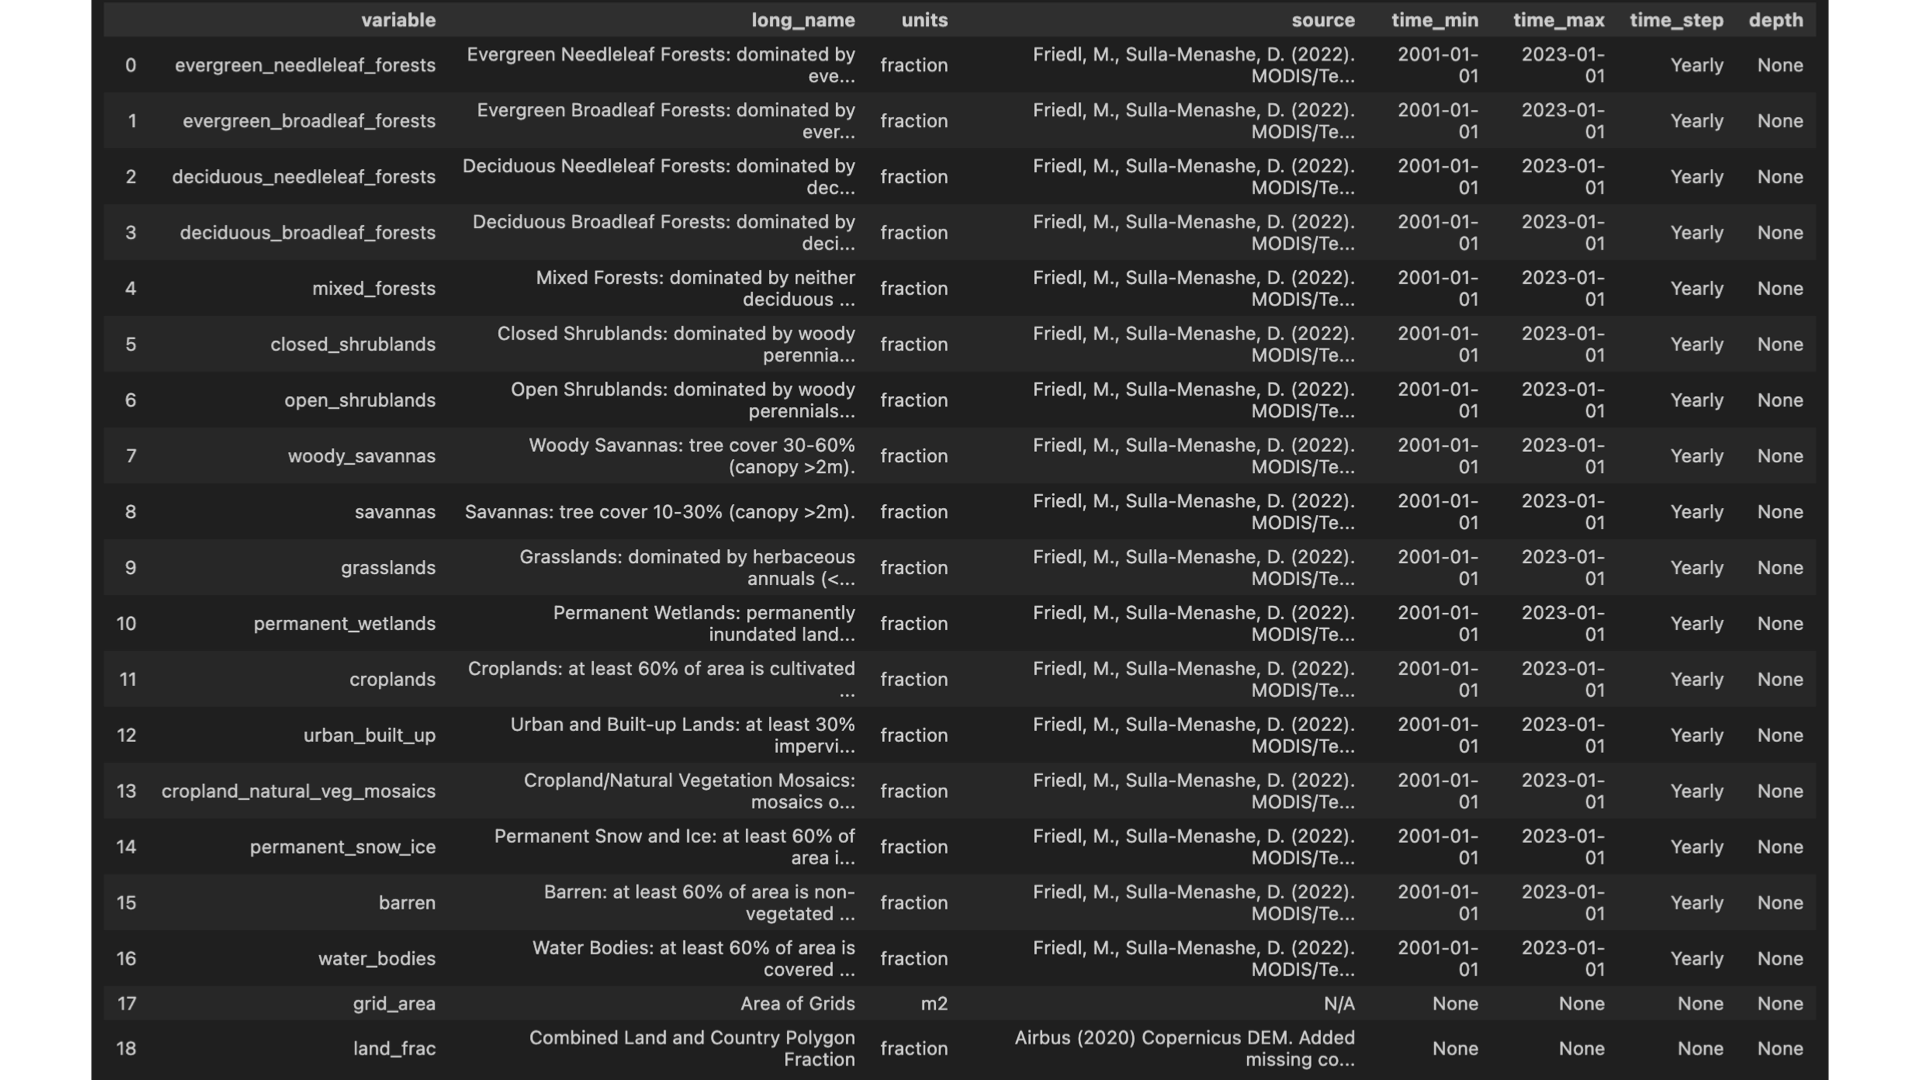 variable long_name units source time_min time_max time_step depth
0 evergreen_needleleaf_forests Evergreen Needleleaf Forests: dominated by eve... fraction Friedl, M., Sulla-Menashe, D. (2022). MODIS/Te... 2001-01-01 2023-01-01 Yearly None
1 evergreen_broadleaf_forests Evergreen Broadleaf Forests: dominated by ever... fraction Friedl, M., Sulla-Menashe, D. (2022). MODIS/Te... 2001-01-01 2023-01-01 Yearly None
2 deciduous_needleleaf_forests Deciduous Needleleaf Forests: dominated by dec... fraction Friedl, M., Sulla-Menashe, D. (2022). MODIS/Te... 2001-01-01 2023-01-01 Yearly None
3 deciduous_broadleaf_forests Deciduous Broadleaf Forests: dominated by deci... fraction Friedl, M., Sulla-Menashe, D. (2022). MODIS/Te... 2001-01-01 2023-01-01 Yearly None
4 mixed_forests Mixed Forests: dominated by neither deciduous ... fraction Friedl, M., Sulla-Menashe, D. (2022). MODIS/Te... 2001-01-01 2023-01-01 Yearly None
5 closed_shrublands Closed Shrublands: dominated by woody perennia... fraction Friedl, M., Sulla-Menashe, D. (2022). MODIS/Te... 2001-01-01 2023-01-01 Yearly None
6 open_shrublands Open Shrublands: dominated by woody perennials... fraction Friedl, M., Sulla-Menashe, D. (2022). MODIS/Te... 2001-01-01 2023-01-01 Yearly None
7 woody_savannas Woody Savannas: tree cover 30-60% (canopy >2m). fraction Friedl, M., Sulla-Menashe, D. (2022). MODIS/Te... 2001-01-01 2023-01-01 Yearly None
8 savannas Savannas: tree cover 10-30% (canopy >2m). fraction Friedl, M., Sulla-Menashe, D. (2022). MODIS/Te... 2001-01-01 2023-01-01 Yearly None
9 grasslands Grasslands: dominated by herbaceous annuals (<... fraction Friedl, M., Sulla-Menashe, D. (2022). MODIS/Te... 2001-01-01 2023-01-01 Yearly None
10 permanent_wetlands Permanent Wetlands: permanently inundated land... fraction Friedl, M., Sulla-Menashe, D. (2022). MODIS/Te... 2001-01-01 2023-01-01 Yearly None
11 croplands Croplands: at least 60% of area is cultivated ... fraction Friedl, M., Sulla-Menashe, D. (2022). MODIS/Te... 2001-01-01 2023-01-01 Yearly None
12 urban_built_up Urban and Built-up Lands: at least 30% impervi... fraction Friedl, M., Sulla-Menashe, D. (2022). MODIS/Te... 2001-01-01 2023-01-01 Yearly None
13 cropland_natural_veg_mosaics Cropland/Natural Vegetation Mosaics: mosaics o... fraction Friedl, M., Sulla-Menashe, D. (2022). MODIS/Te... 2001-01-01 2023-01-01 Yearly None
14 permanent_snow_ice Permanent Snow and Ice: at least 60% of area i... fraction Friedl, M., Sulla-Menashe, D. (2022). MODIS/Te... 2001-01-01 2023-01-01 Yearly None
15 barren Barren: at least 60% of area is non-vegetated ... fraction Friedl, M., Sulla-Menashe, D. (2022). MODIS/Te... 2001-01-01 2023-01-01 Yearly None
16 water_bodies Water Bodies: at least 60% of area is covered ... fraction Friedl, M., Sulla-Menashe, D. (2022). MODIS/Te... 2001-01-01 2023-01-01 Yearly None
17 grid_area Area of Grids m2 N/A None None None None
18 land_frac Combined Land and Country Polygon Fraction fraction Airbus (2020) Copernicus DEM. Added missing co... None None None None